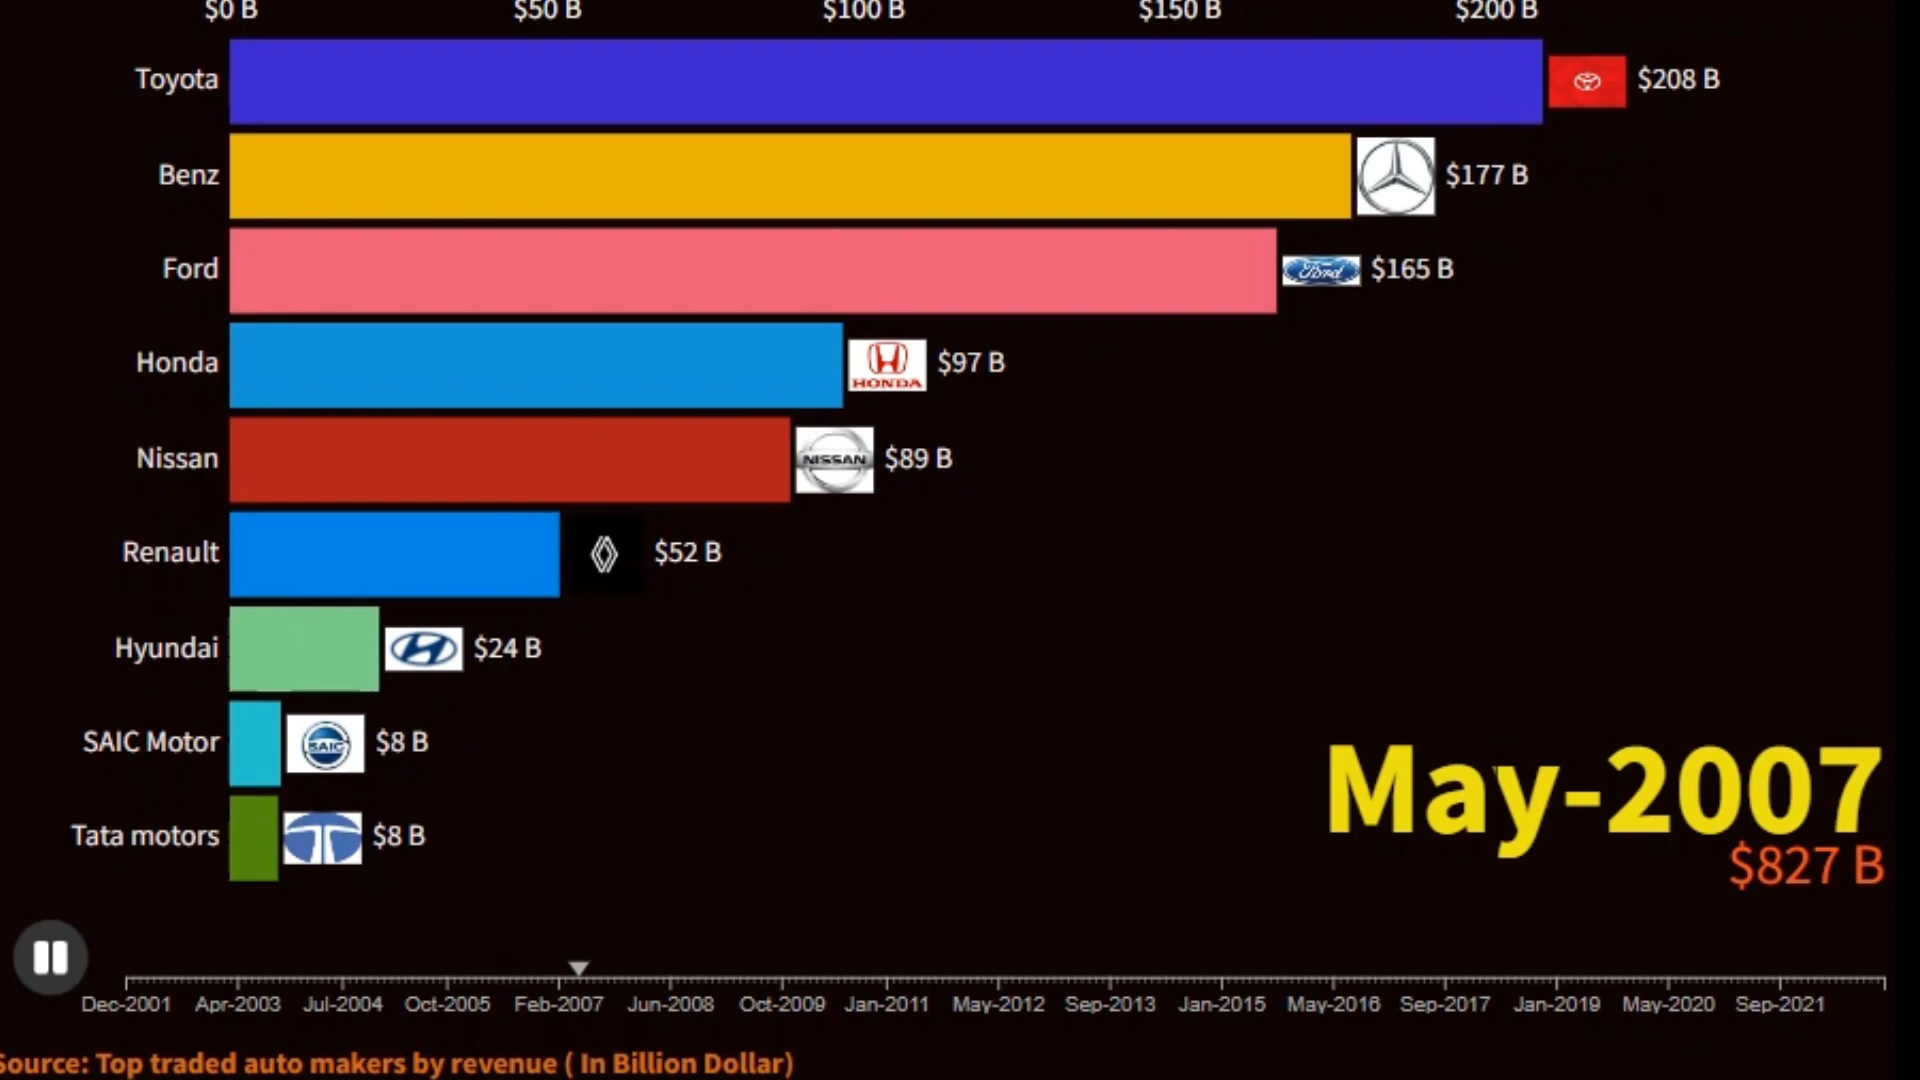 $0 B $50 B $100 B $150 B $200 B
Toyota $208 B
Benz $177 B
Ford Ford $165 B
Honda HONDA $97 B
Nissan NISSAN $89 B
Renault $52 B
Hyundai $24 B
SAIC Motor SAIC $8 B
Tata motors $8 B
May-2007
$827 B
Dec-2001 Apr-2003 Jul-2004 Oct-2005 Feb-2007 Jun-2008 Oct-2009 Jan-2011 May-2012 Sep-2013 Jan-2015 May-2016 Sep-2017 Jan-2019 May-2020 Sep-2021
Source: Top traded auto makers by revenue ( In Billion Dollar)